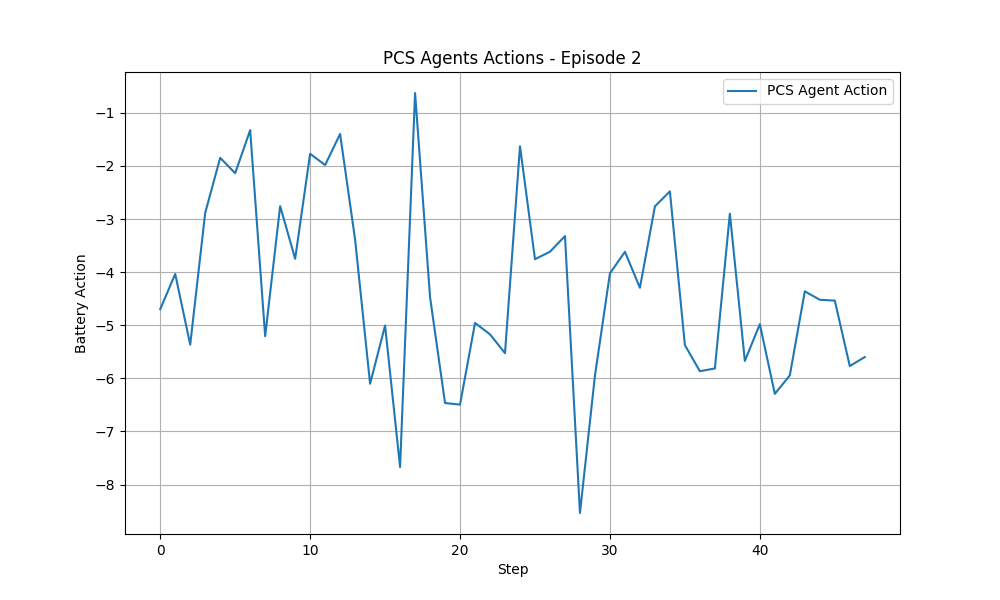 PCS Agents Actions - Episode 2
PCS Agent Action
Battery Action
−1
−2
−3
−4
−5
−6
−7
−8
0 10 20 30 40
Step